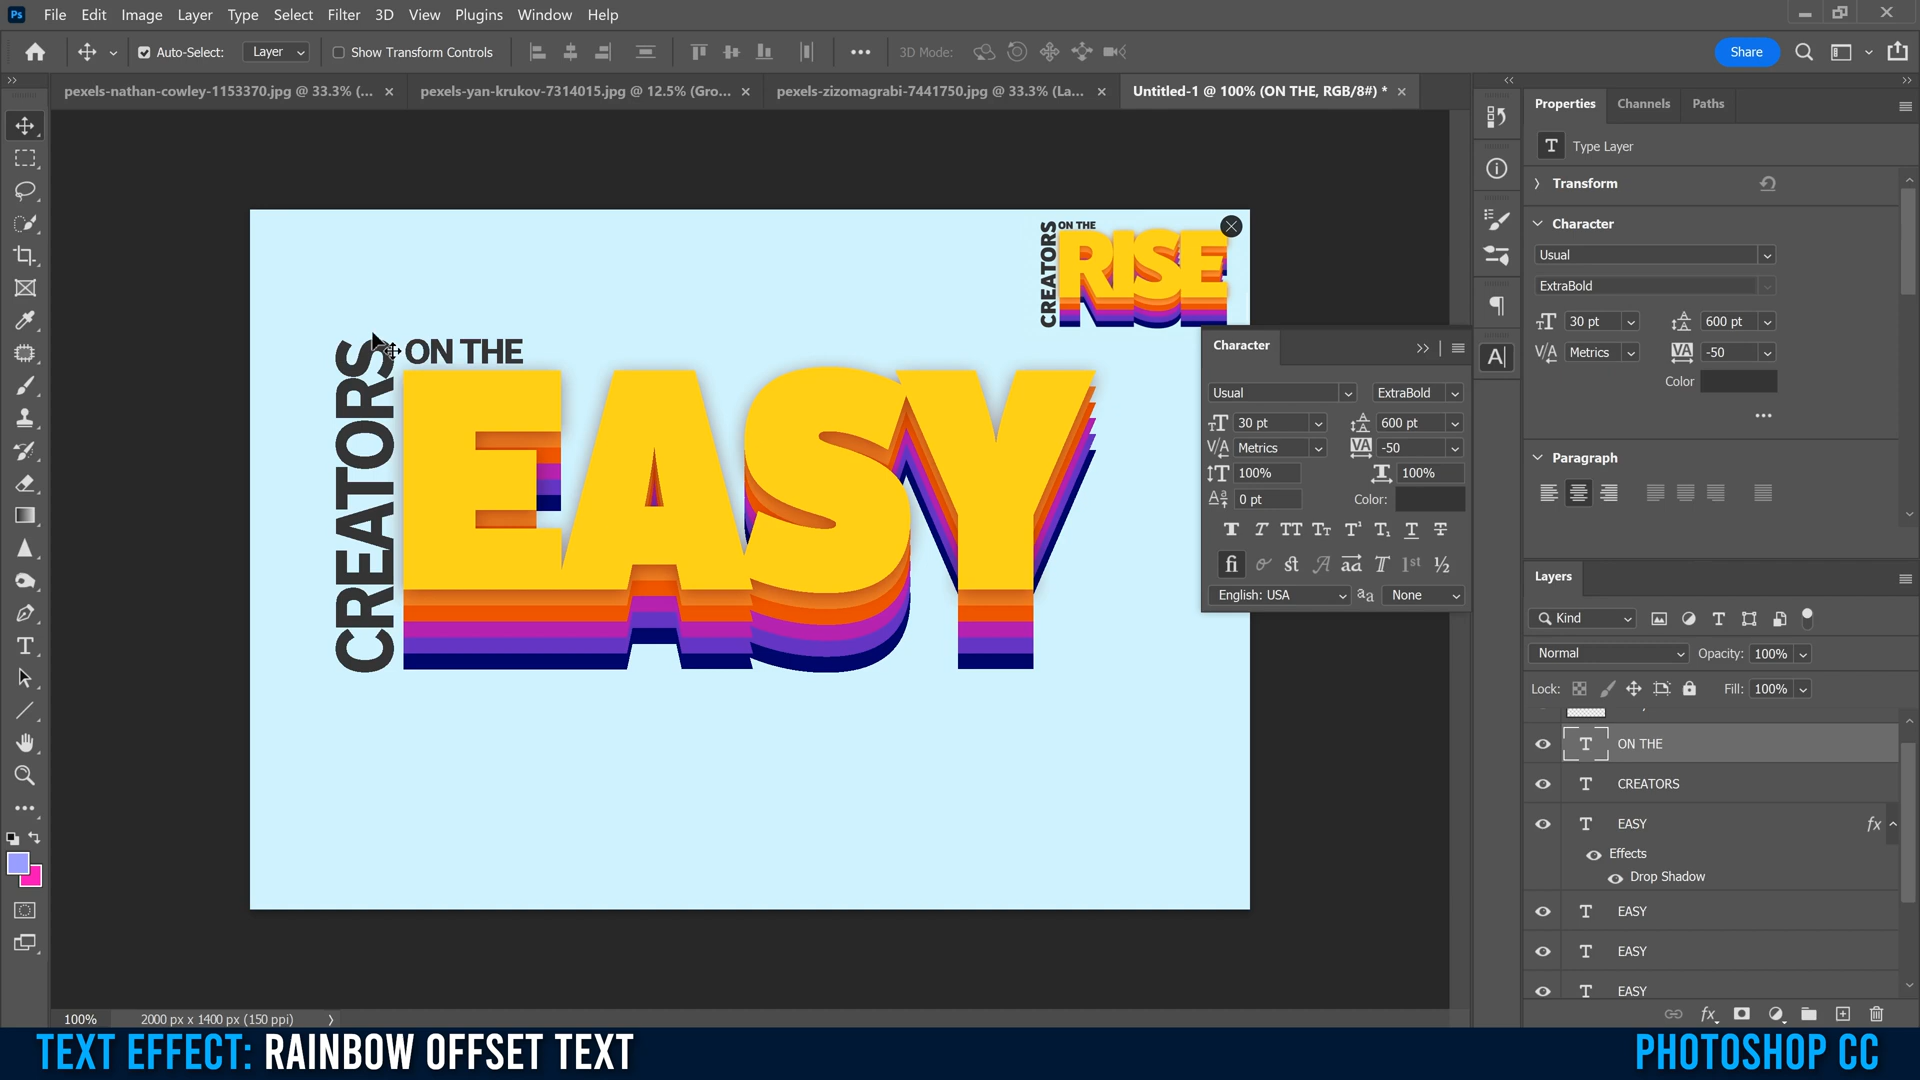 Ps File Edit Image Layer Type Select Filter 3D View Plugins Window Help
Auto-Select: Layer Show Transform Controls 3D Mode: Share
pexels-nathan-cowley-1153370.jpg @ 33.3% (... × pexels-yan-krukov-7314015.jpg @ 12.5% (Gro... × pexels-zizomagrabi-7441750.jpg @ 33.3% (La... × Untitled-1 @ 100% (ON THE, RGB/8#) * ×
CREATORS
ON THE
RISE
CREATORS
ON THE
EASY
Character
Usual ExtraBold
30 pt 600 pt
Metrics -50
100% 100%
0 pt Color:
English: USA None
Properties Channels Paths
Type Layer
Transform
Character
Usual
ExtraBold
30 pt 600 pt
Metrics -50
Color
Paragraph
Layers
Kind
Normal Opacity: 100%
Lock: Fill: 100%
ON THE
CREATORS
EASY fx
Effects
Drop Shadow
EASY
EASY
EASY
100% 2000 px x 1400 px (150 ppi)
TEXT EFFECT: RAINBOW OFFSET TEXT
PHOTOSHOP CC